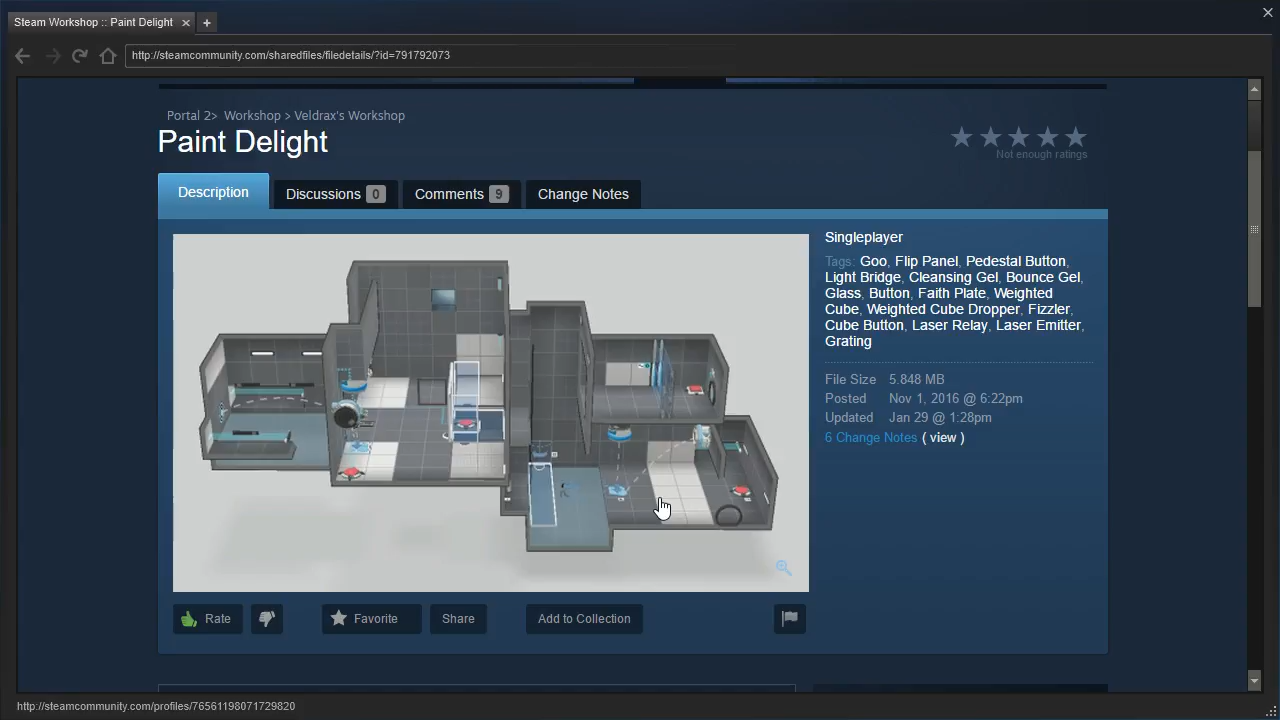 Steam Workshop :: Paint Delight
http://steamcommunity.com/sharedfiles/filedetails/?id=791792073
Portal 2> Workshop > Veldrax's Workshop
Paint Delight
Not enough ratings
Description
Discussions 0
Comments 9
Change Notes
Singleplayer
Tags: Goo, Flip Panel, Pedestal Button,
Light Bridge, Cleansing Gel, Bounce Gel,
Glass, Button, Faith Plate, Weighted
Cube, Weighted Cube Dropper, Fizzler,
Cube Button, Laser Relay, Laser Emitter,
Grating
File Size 5.848 MB
Posted Nov 1, 2016 @ 6:22pm
Updated Jan 29 @ 1:28pm
6 Change Notes ( view )
Rate
Favorite
Share
Add to Collection
http://steamcommunity.com/profiles/76561198071729820